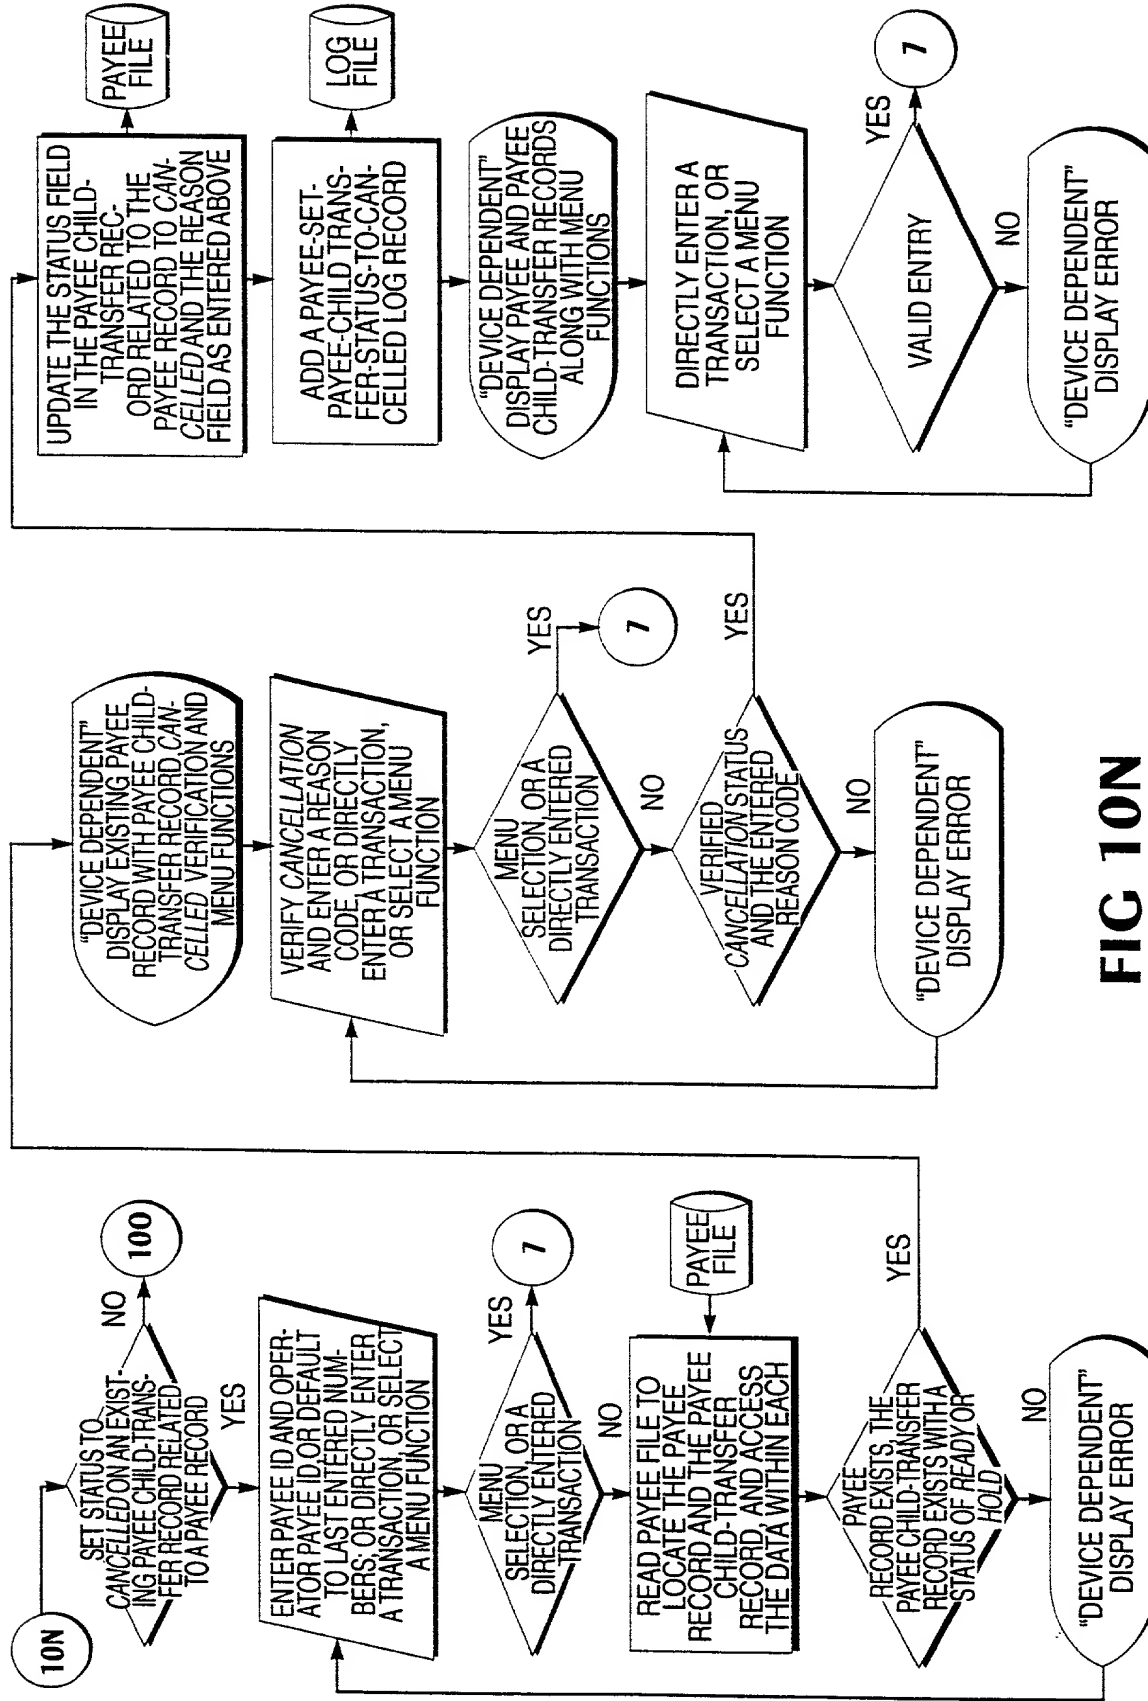 10N
SET STATUS TO
CANCELLED ON AN EXIST-
ING PAYEE CHILD-TRANS-
FER RECORD RELATED
TO A PAYEE RECORD
NO
10O
YES
ENTER PAYEE ID AND OPER-
ATOR PAYEE ID, OR DEFAULT
TO LAST ENTERED NUM-
BERS; OR DIRECTLY ENTER
A TRANSACTION, OR SELECT
A MENU FUNCTION
MENU
SELECTION, OR A
DIRECTLY ENTERED
TRANSACTION
YES
7
NO
READ PAYEE FILE TO
LOCATE THE PAYEE
RECORD AND THE PAYEE
CHILD-TRANSFER
RECORD, AND ACCESS
THE DATA WITHIN EACH
PAYEE
FILE
PAYEE
RECORD EXISTS, THE
PAYEE CHILD-TRANSFER
RECORD EXISTS WITH A
STATUS OF READY OR
HOLD
YES
NO
"DEVICE DEPENDENT"
DISPLAY ERROR
"DEVICE DEPENDENT"
DISPLAY EXISTING PAYEE
RECORD WITH PAYEE CHILD-
TRANSFER RECORD, CAN-
CELLED VERIFICATION AND
MENU FUNCTIONS
VERIFY CANCELLATION
AND ENTER A REASON
CODE, OR DIRECTLY
ENTER A TRANSACTION,
OR SELECT A MENU
FUNCTION
MENU
SELECTION, OR A
DIRECTLY ENTERED
TRANSACTION
YES
7
NO
VERIFIED
CANCELLATION STATUS
AND THE ENTERED
REASON CODE
YES
NO
"DEVICE DEPENDENT"
DISPLAY ERROR
UPDATE THE STATUS FIELD
IN THE PAYEE CHILD-
TRANSFER REC-
ORD RELATED TO THE
PAYEE RECORD TO CAN-
CELLED AND THE REASON
FIELD AS ENTERED ABOVE
PAYEE
FILE
ADD A PAYEE-SET-
PAYEE-CHILD TRANS-
FER-STATUS-TO-CAN-
CELLED LOG RECORD
LOG
FILE
"DEVICE DEPENDENT"
DISPLAY PAYEE AND PAYEE
CHILD-TRANSFER RECORDS
ALONG WITH MENU
FUNCTIONS
DIRECTLY ENTER A
TRANSACTION, OR
SELECT A MENU
FUNCTION
VALID ENTRY
YES
7
NO
"DEVICE DEPENDENT"
DISPLAY ERROR
FIG 10N